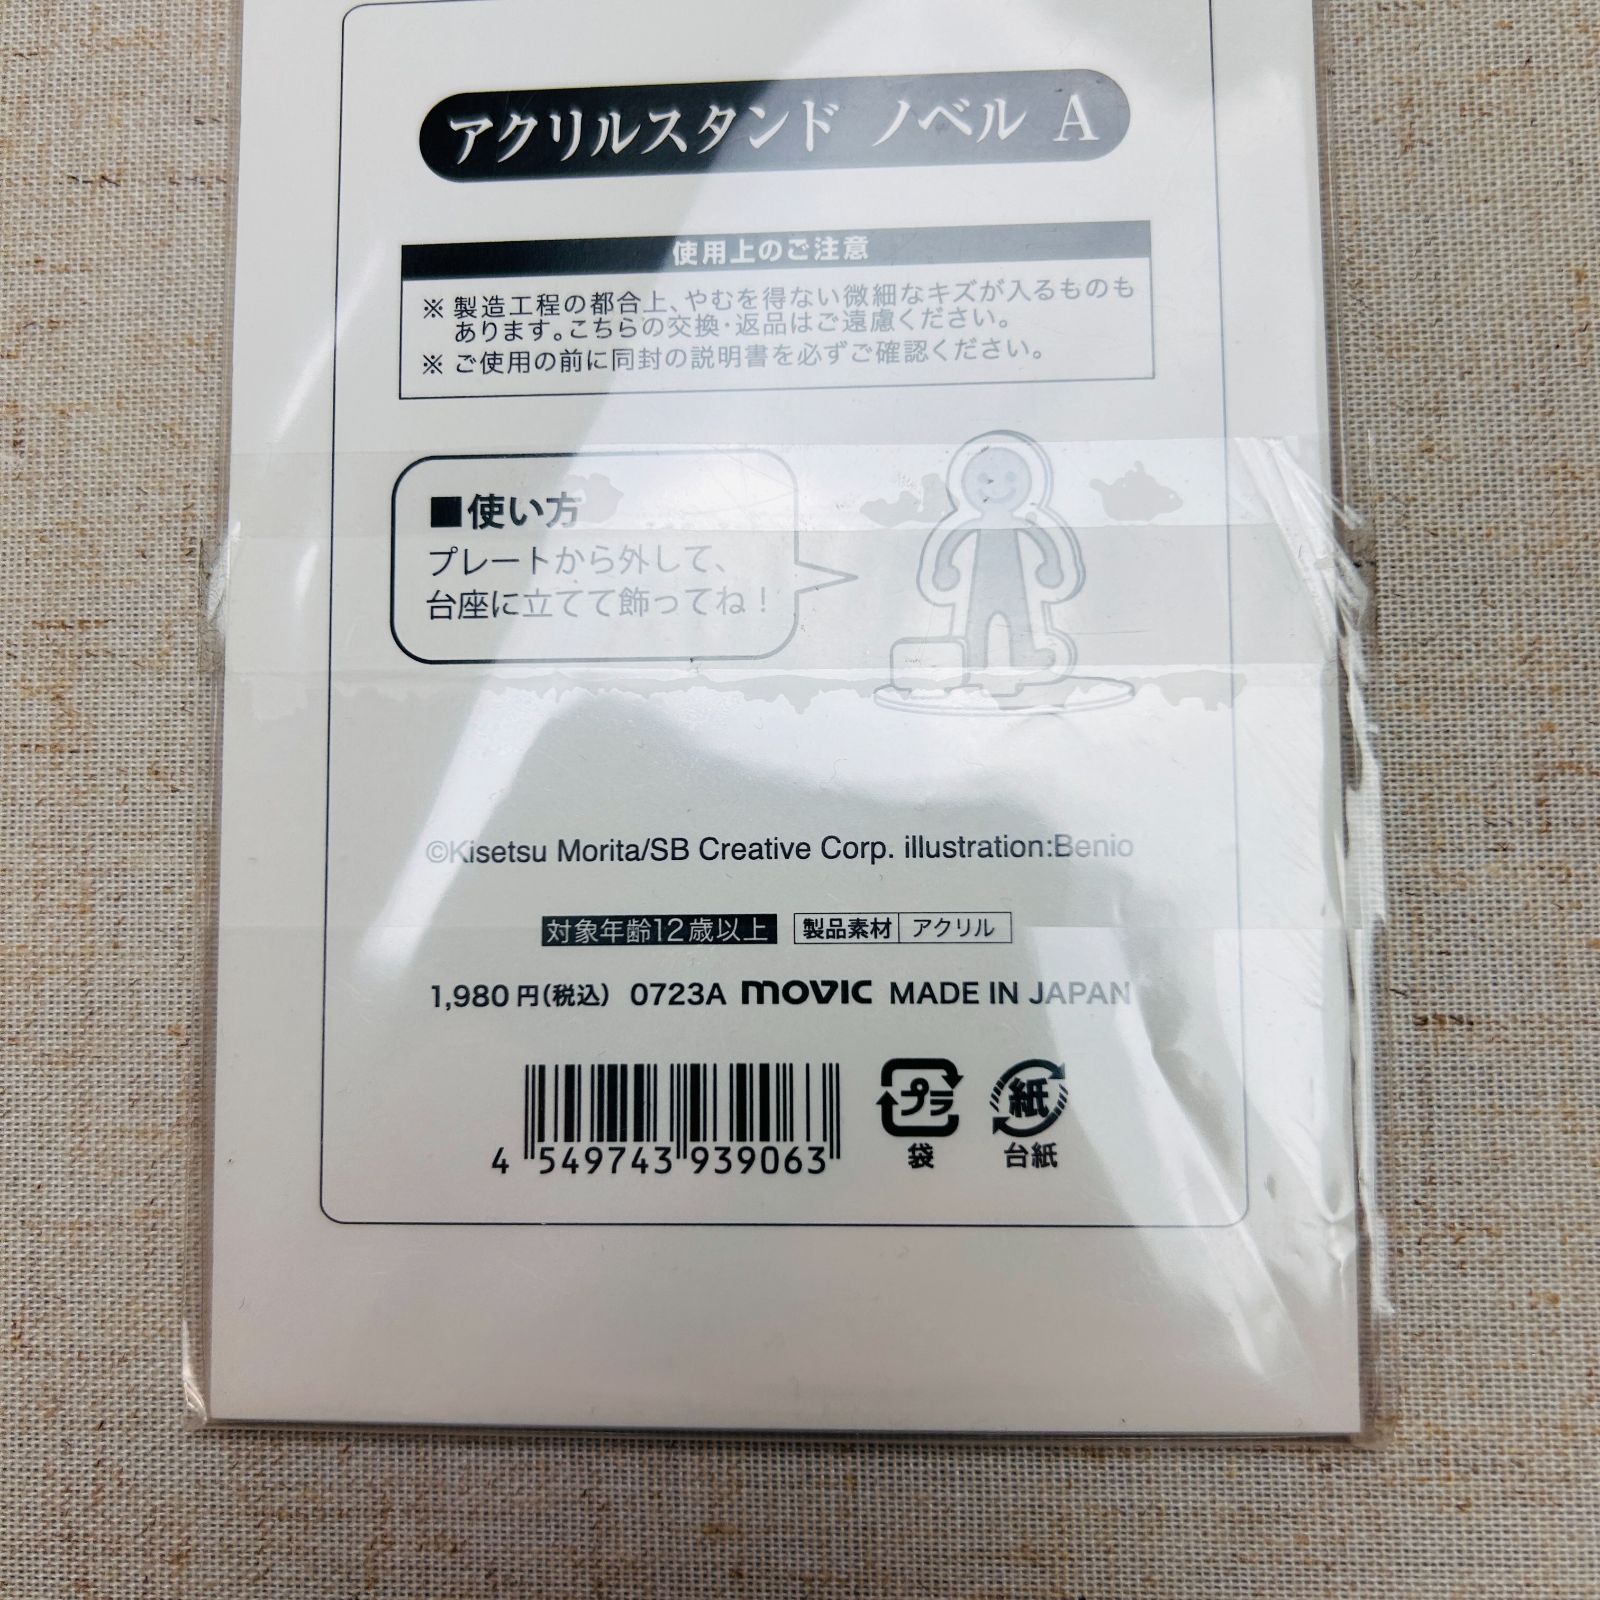 アクリルスタンド ノベル A
使用上のご注意
※ 製造工程の都合上、やむを得ない微細なキズが入るものも
あります。こちらの交換・返品はご遠慮ください。
※ ご使用の前に同封の説明書を必ずご確認ください。
■使い方
プレートから外して、
台座に立てて飾ってね!
©Kisetsu Morita/SB Creative Corp. illustration:Benio
対象年齢12歳以上 製品素材 アクリル
1,980円(税込) 0723A movic MADE IN JAPAN
プラ 紙
4 549743 939063 袋 台紙